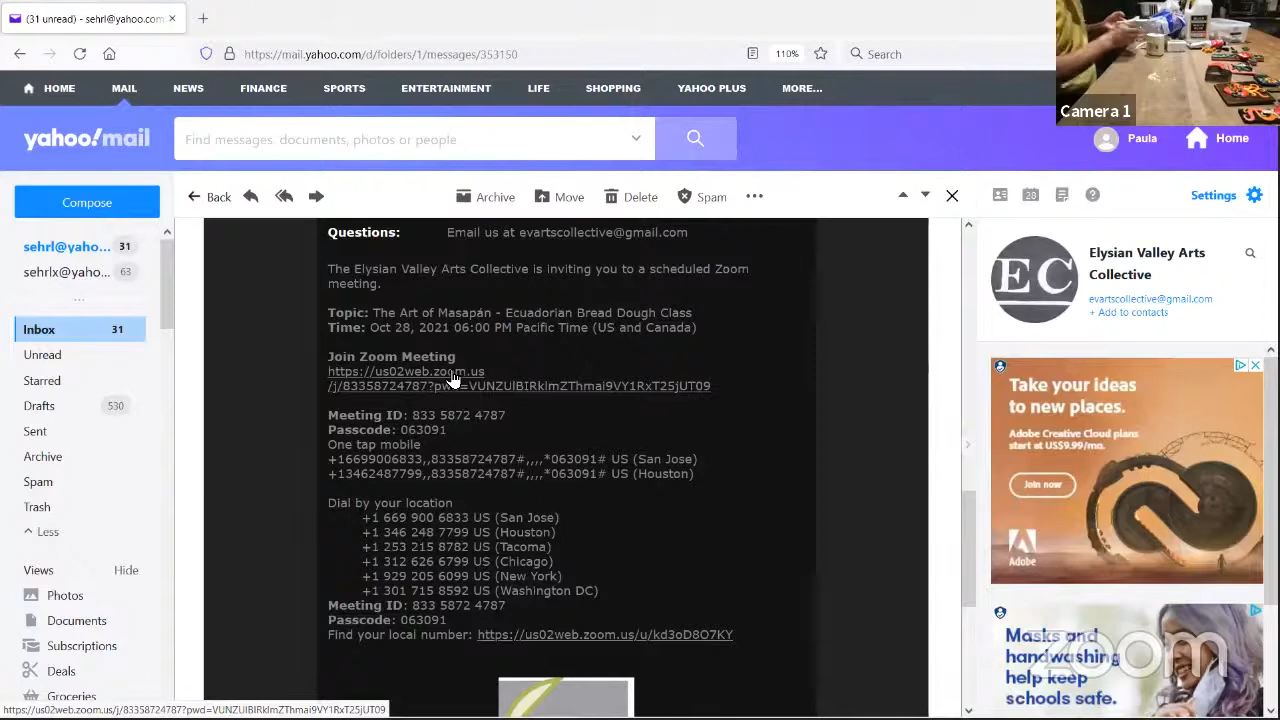 (31 unread) - sehrl@yahoo.com
https://mail.yahoo.com/d/folders/1/messages/35319
110%
Search
Camera 1
HOME MAIL NEWS FINANCE SPORTS ENTERTAINMENT LIFE SHOPPING YAHOO PLUS MORE...
yahoo!mail
Find messages, documents, photos or people
Paula
Home
Compose
Back
Archive Move Delete Spam
28
Settings
sehrl@yaho... 31
sehrlx@yaho... 63
Inbox 31
Unread
Starred
Drafts 530
Sent
Archive
Spam
Trash
Less
Views Hide
Photos
Documents
Subscriptions
Deals
Groceries
Questions: Email us at evartscollective@gmail.com
The Elysian Valley Arts Collective is inviting you to a scheduled Zoom
meeting.
Topic: The Art of Masapán - Ecuadorian Bread Dough Class
Time: Oct 28, 2021 06:00 PM Pacific Time (US and Canada)
Join Zoom Meeting
https://us02web.zoom.us
/j/83358724787?pwd=VUNZUlBIRklmZThmai9VY1RxT25jUT09
Meeting ID: 833 5872 4787
Passcode: 063091
One tap mobile
+16699006833,,83358724787#,,,,*063091# US (San Jose)
+13462487799,,83358724787#,,,,*063091# US (Houston)
Dial by your location
+1 669 900 6833 US (San Jose)
+1 346 248 7799 US (Houston)
+1 253 215 8782 US (Tacoma)
+1 312 626 6799 US (Chicago)
+1 929 205 6099 US (New York)
+1 301 715 8592 US (Washington DC)
Meeting ID: 833 5872 4787
Passcode: 063091
Find your local number: https://us02web.zoom.us/u/kd3oD8O7KY
EC
Elysian Valley Arts
Collective
evartscollective@gmail.com
+ Add to contacts
Take your ideas
to new places.
Adobe Creative Cloud plans
start at US$9.99/mo.
Join now
Adobe
Masks and
handwashing
help keep
schools safe.
zoom
https://us02web.zoom.us/j/83358724787?pwd=VUNZUlBIRklmZThmai9VY1RxT25jUT09